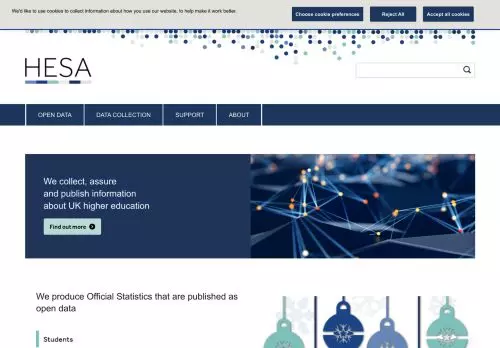 We'd like to use cookies to collect information about how you use our website, to help make it work better.
Choose cookie preferences
Reject All
Accept all cookies
HESA
OPEN DATA
DATA COLLECTION
SUPPORT
ABOUT
We collect, assure
and publish information
about UK higher education
Find out more
We produce Official Statistics that are published as
open data
Students